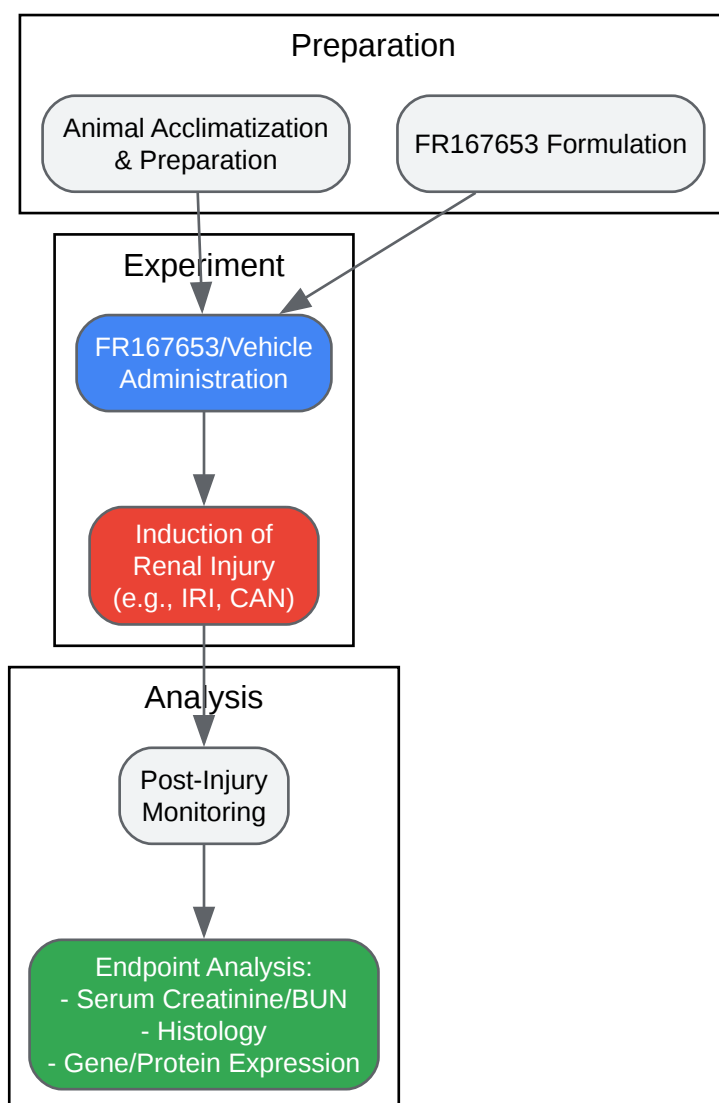 Preparation
Animal Acclimatization
& Preparation
FR167653 Formulation
Experiment
FR167653/Vehicle
Administration
Induction of
Renal Injury
(e.g., IRI, CAN)
Analysis
Post-Injury
Monitoring
Endpoint Analysis:
- Serum Creatinine/BUN
- Histology
- Gene/Protein Expression